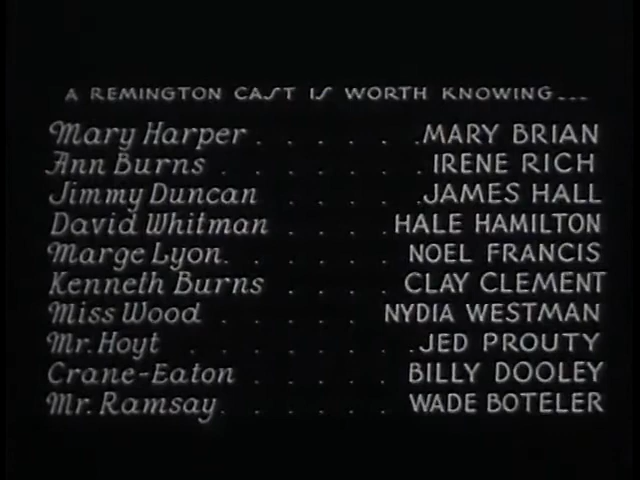 A REMINGTON CAST IS WORTH KNOWING...
Mary Harper . . . . . . MARY BRIAN
Ann Burns . . . . . . . IRENE RICH
Jimmy Duncan . . . . . JAMES HALL
David Whitman . . . . HALE HAMILTON
Marge Lyon . . . . . . NOEL FRANCIS
Kenneth Burns . . . . CLAY CLEMENT
Miss Wood . . . . . . NYDIA WESTMAN
Mr. Hoyt . . . . . . . . JED PROUTY
Crane-Eaton . . . . . BILLY DOOLEY
Mr. Ramsay . . . . . . WADE BOTELER